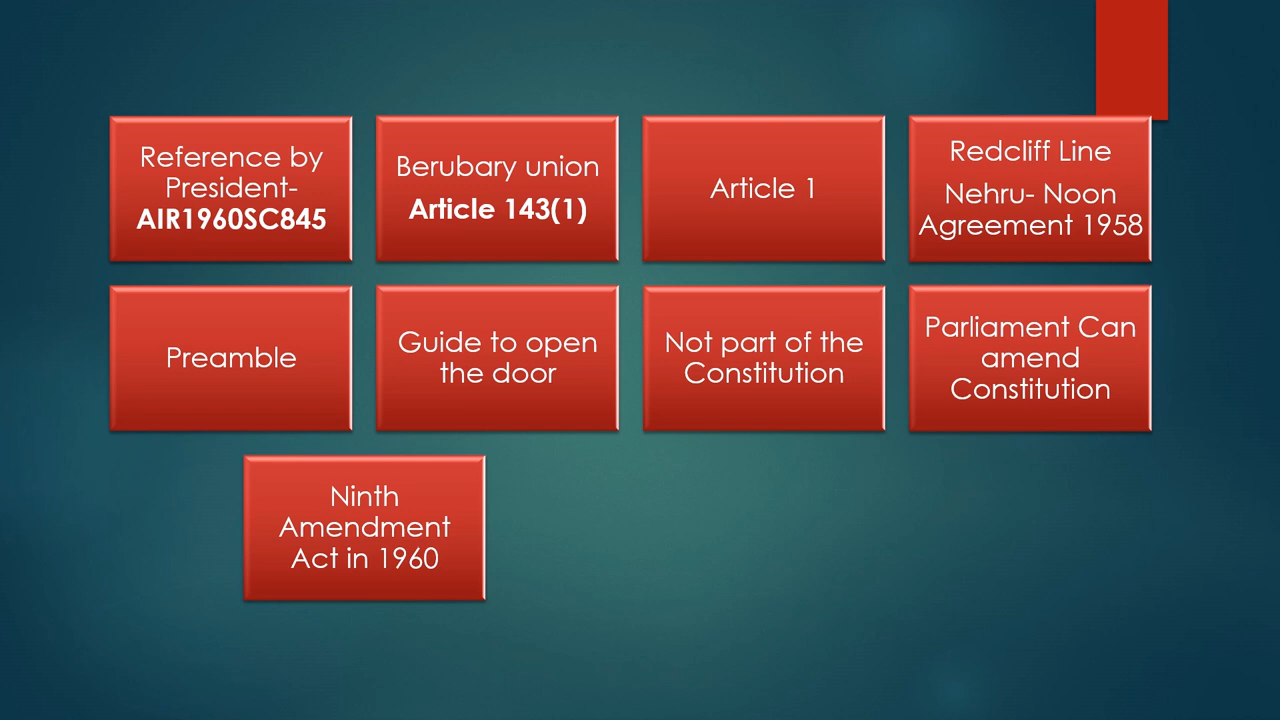 Reference by
President-
AIR1960SC845
Berubary union
Article 143(1)
Article 1
Redcliff Line
Nehru- Noon
Agreement 1958
Preamble
Guide to open
the door
Not part of the
Constitution
Parliament Can
amend
Constitution
Ninth
Amendment
Act in 1960